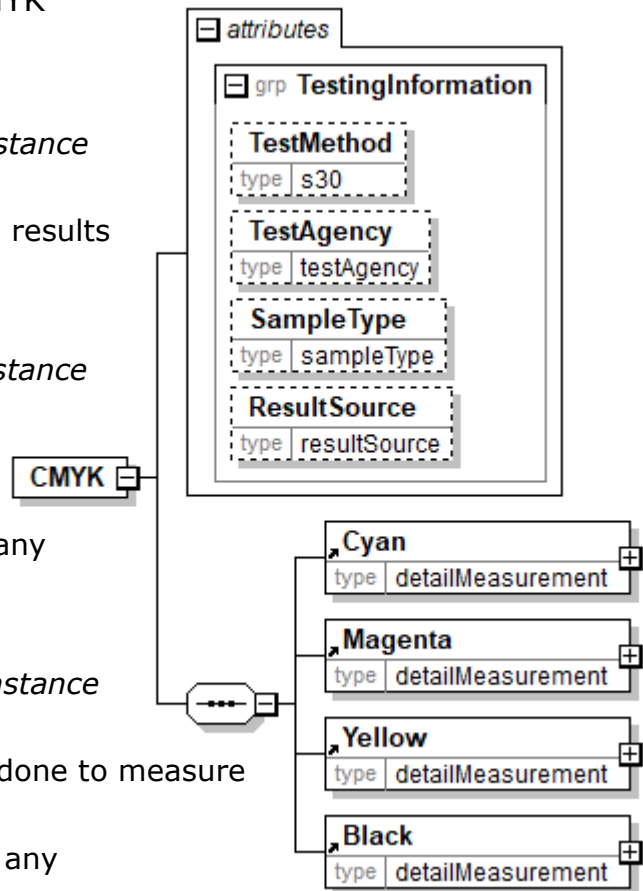 MYK
stance
results
stance
any
nstance
done to measure
any
CMYK
attributes
grp TestingInformation
TestMethod
type s30
TestAgency
type testAgency
SampleType
type sampleType
ResultSource
type resultSource
Cyan
type detailMeasurement
Magenta
type detailMeasurement
Yellow
type detailMeasurement
Black
type detailMeasurement